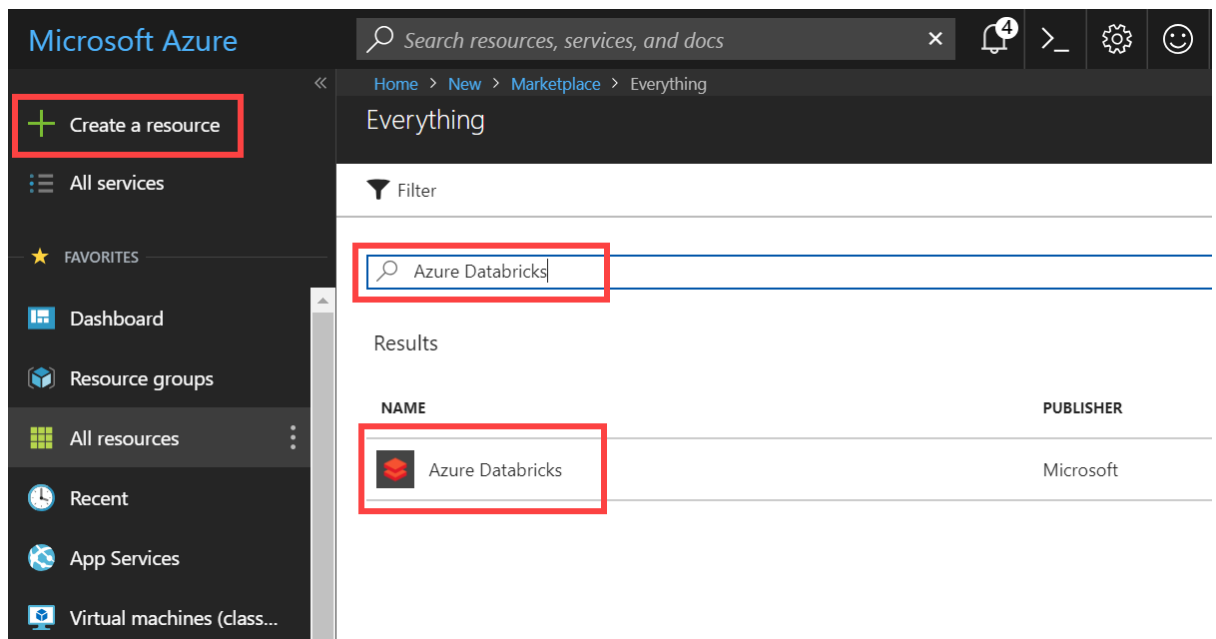 Microsoft Azure
Search resources, services, and docs
4
Home > New > Marketplace > Everything
Everything
Create a resource
All services
FAVORITES
Dashboard
Resource groups
All resources
Recent
App Services
Virtual machines (class...
Filter
Azure Databricks
Results
NAME PUBLISHER
Azure Databricks Microsoft